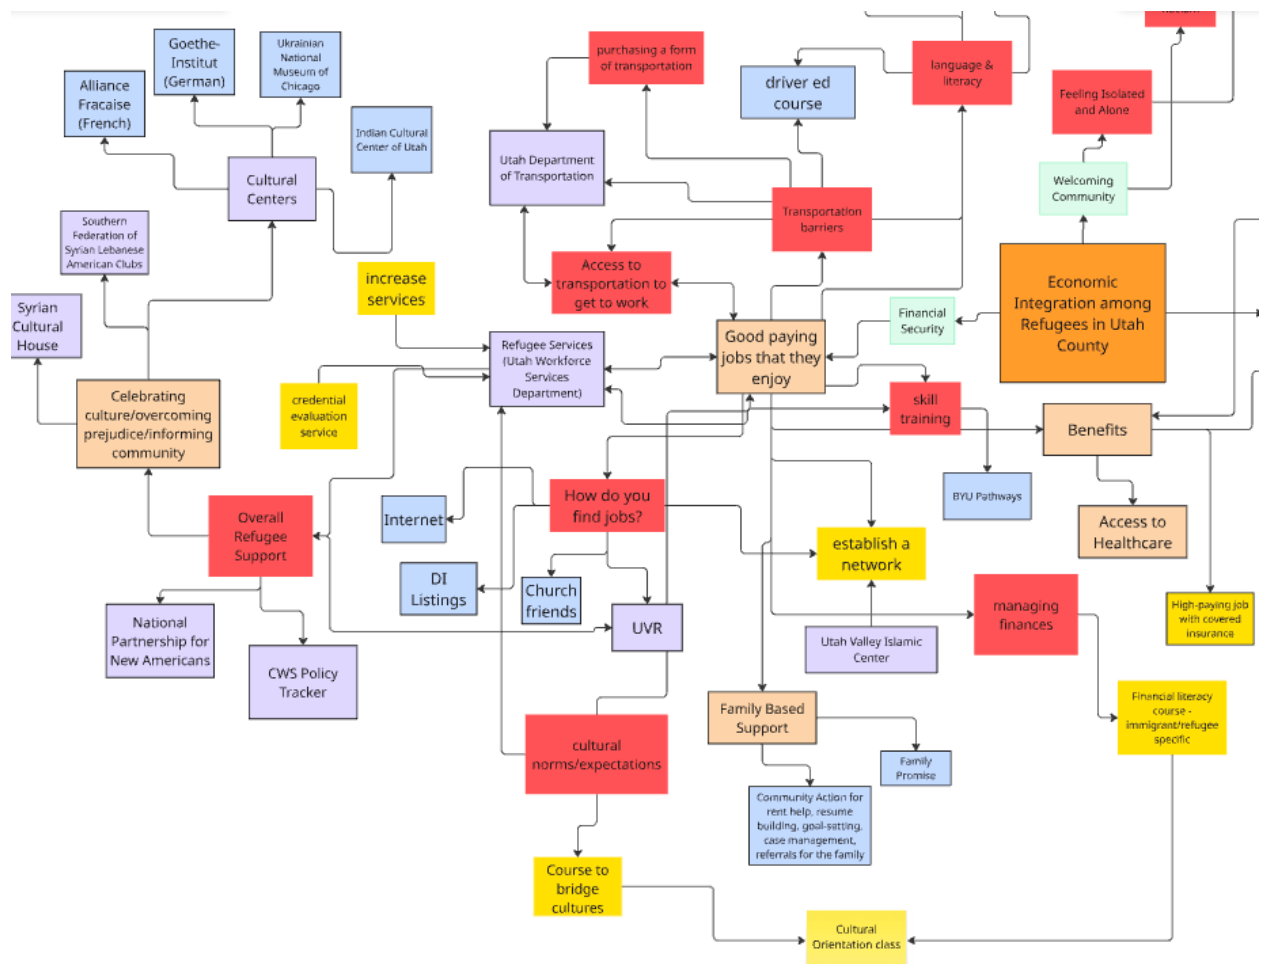 Goethe-
Institut
(German)
Ukrainian
National
Museum of
Chicago
Alliance
Fracaise
(French)
Indian Cultural
Center of Utah
Cultural
Centers
Southern
Federation of
Syrian Lebanese
American Clubs
Syrian
Cultural
House
Celebrating
culture/overcoming
prejudice/informing
community
Overall
Refugee
Support
National
Partnership for
New Americans
CWS Policy
Tracker
increase
services
credential
evaluation
service
purchasing a form
of transportation
Utah Department
of Transportation
driver ed
course
language &
literacy
Transportation
barriers
Access to
transportation to
get to work
Refugee Services
(Utah Workforce
Services
Department)
Good paying
jobs that they
enjoy
Feeling Isolated
and Alone
Welcoming
Community
Economic
Integration among
Refugees in Utah
County
Financial
Security
skill
training
Benefits
BYU Pathways
Access to
Healthcare
High-paying job
with covered
insurance
How do you
find jobs?
Internet
DI
Listings
Church
friends
UVR
establish a
network
Utah Valley Islamic
Center
managing
finances
Financial literacy
course -
immigrant/refugee
specific
Family Based
Support
Family
Promise
Community Action for
rent help, resume
building, goal-setting,
case management,
referrals for the family
cultural
norms/expectations
Course to
bridge
cultures
Cultural
Orientation class